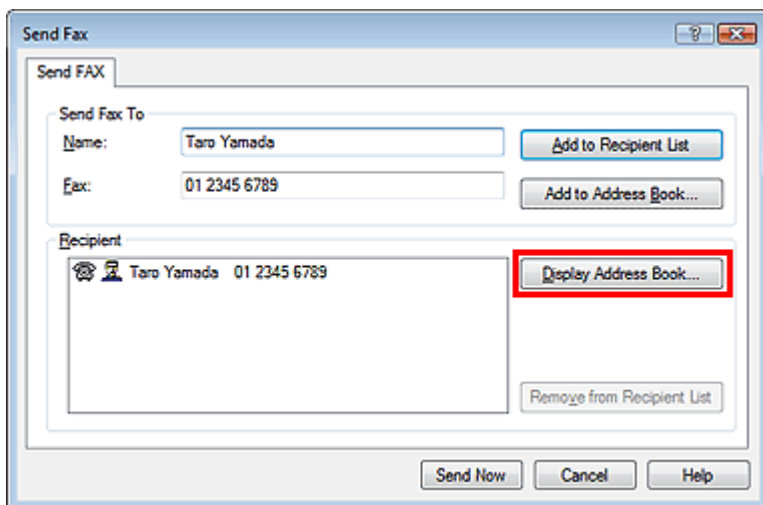 Send Fax
Send FAX
Send Fax To
Name: Taro Yamada Add to Recipient List
Fax: 01 2345 6789 Add to Address Book...
Recipient
Taro Yamada 01 2345 6789 Display Address Book...
Remove from Recipient List
Send Now Cancel Help